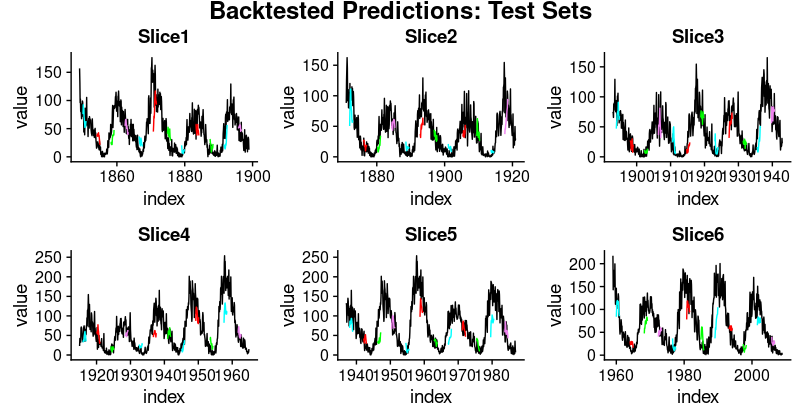 Backtested Predictions: Test Sets
Slice1
value
150
100
50
0
1860
1880
1900
index
Slice2
value
150
100
50
0
1880
1900
1920
index
Slice3
value
150
100
50
0
1900
1910
1920
1930
1940
index
Slice4
value
250
200
150
100
50
0
1920
1930
1940
1950
1960
index
Slice5
value
250
200
150
100
50
0
1940
1950
1960
1970
1980
index
Slice6
value
200
150
100
50
0
1960
1980
2000
index